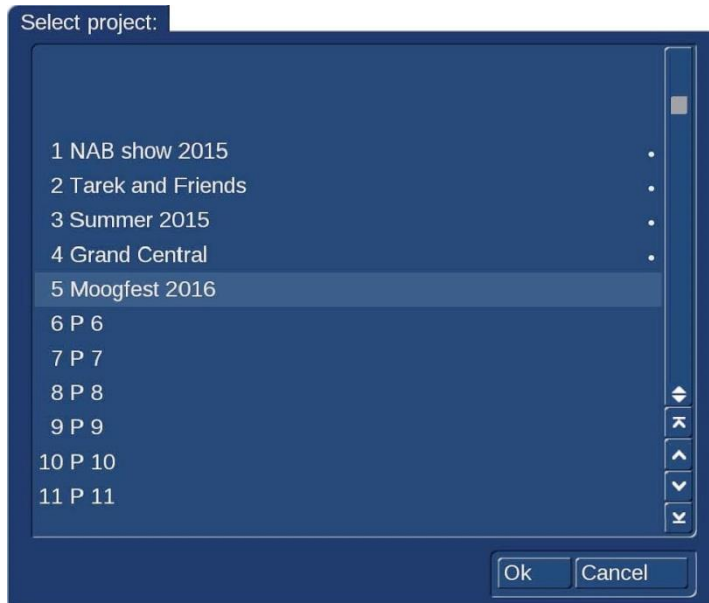 Select project:
1 NAB show 2015 .
2 Tarek and Friends .
3 Summer 2015 .
4 Grand Central .
5 Moogfest 2016
6 P 6
7 P 7
8 P 8
9 P 9
10 P 10
11 P 11
Ok Cancel